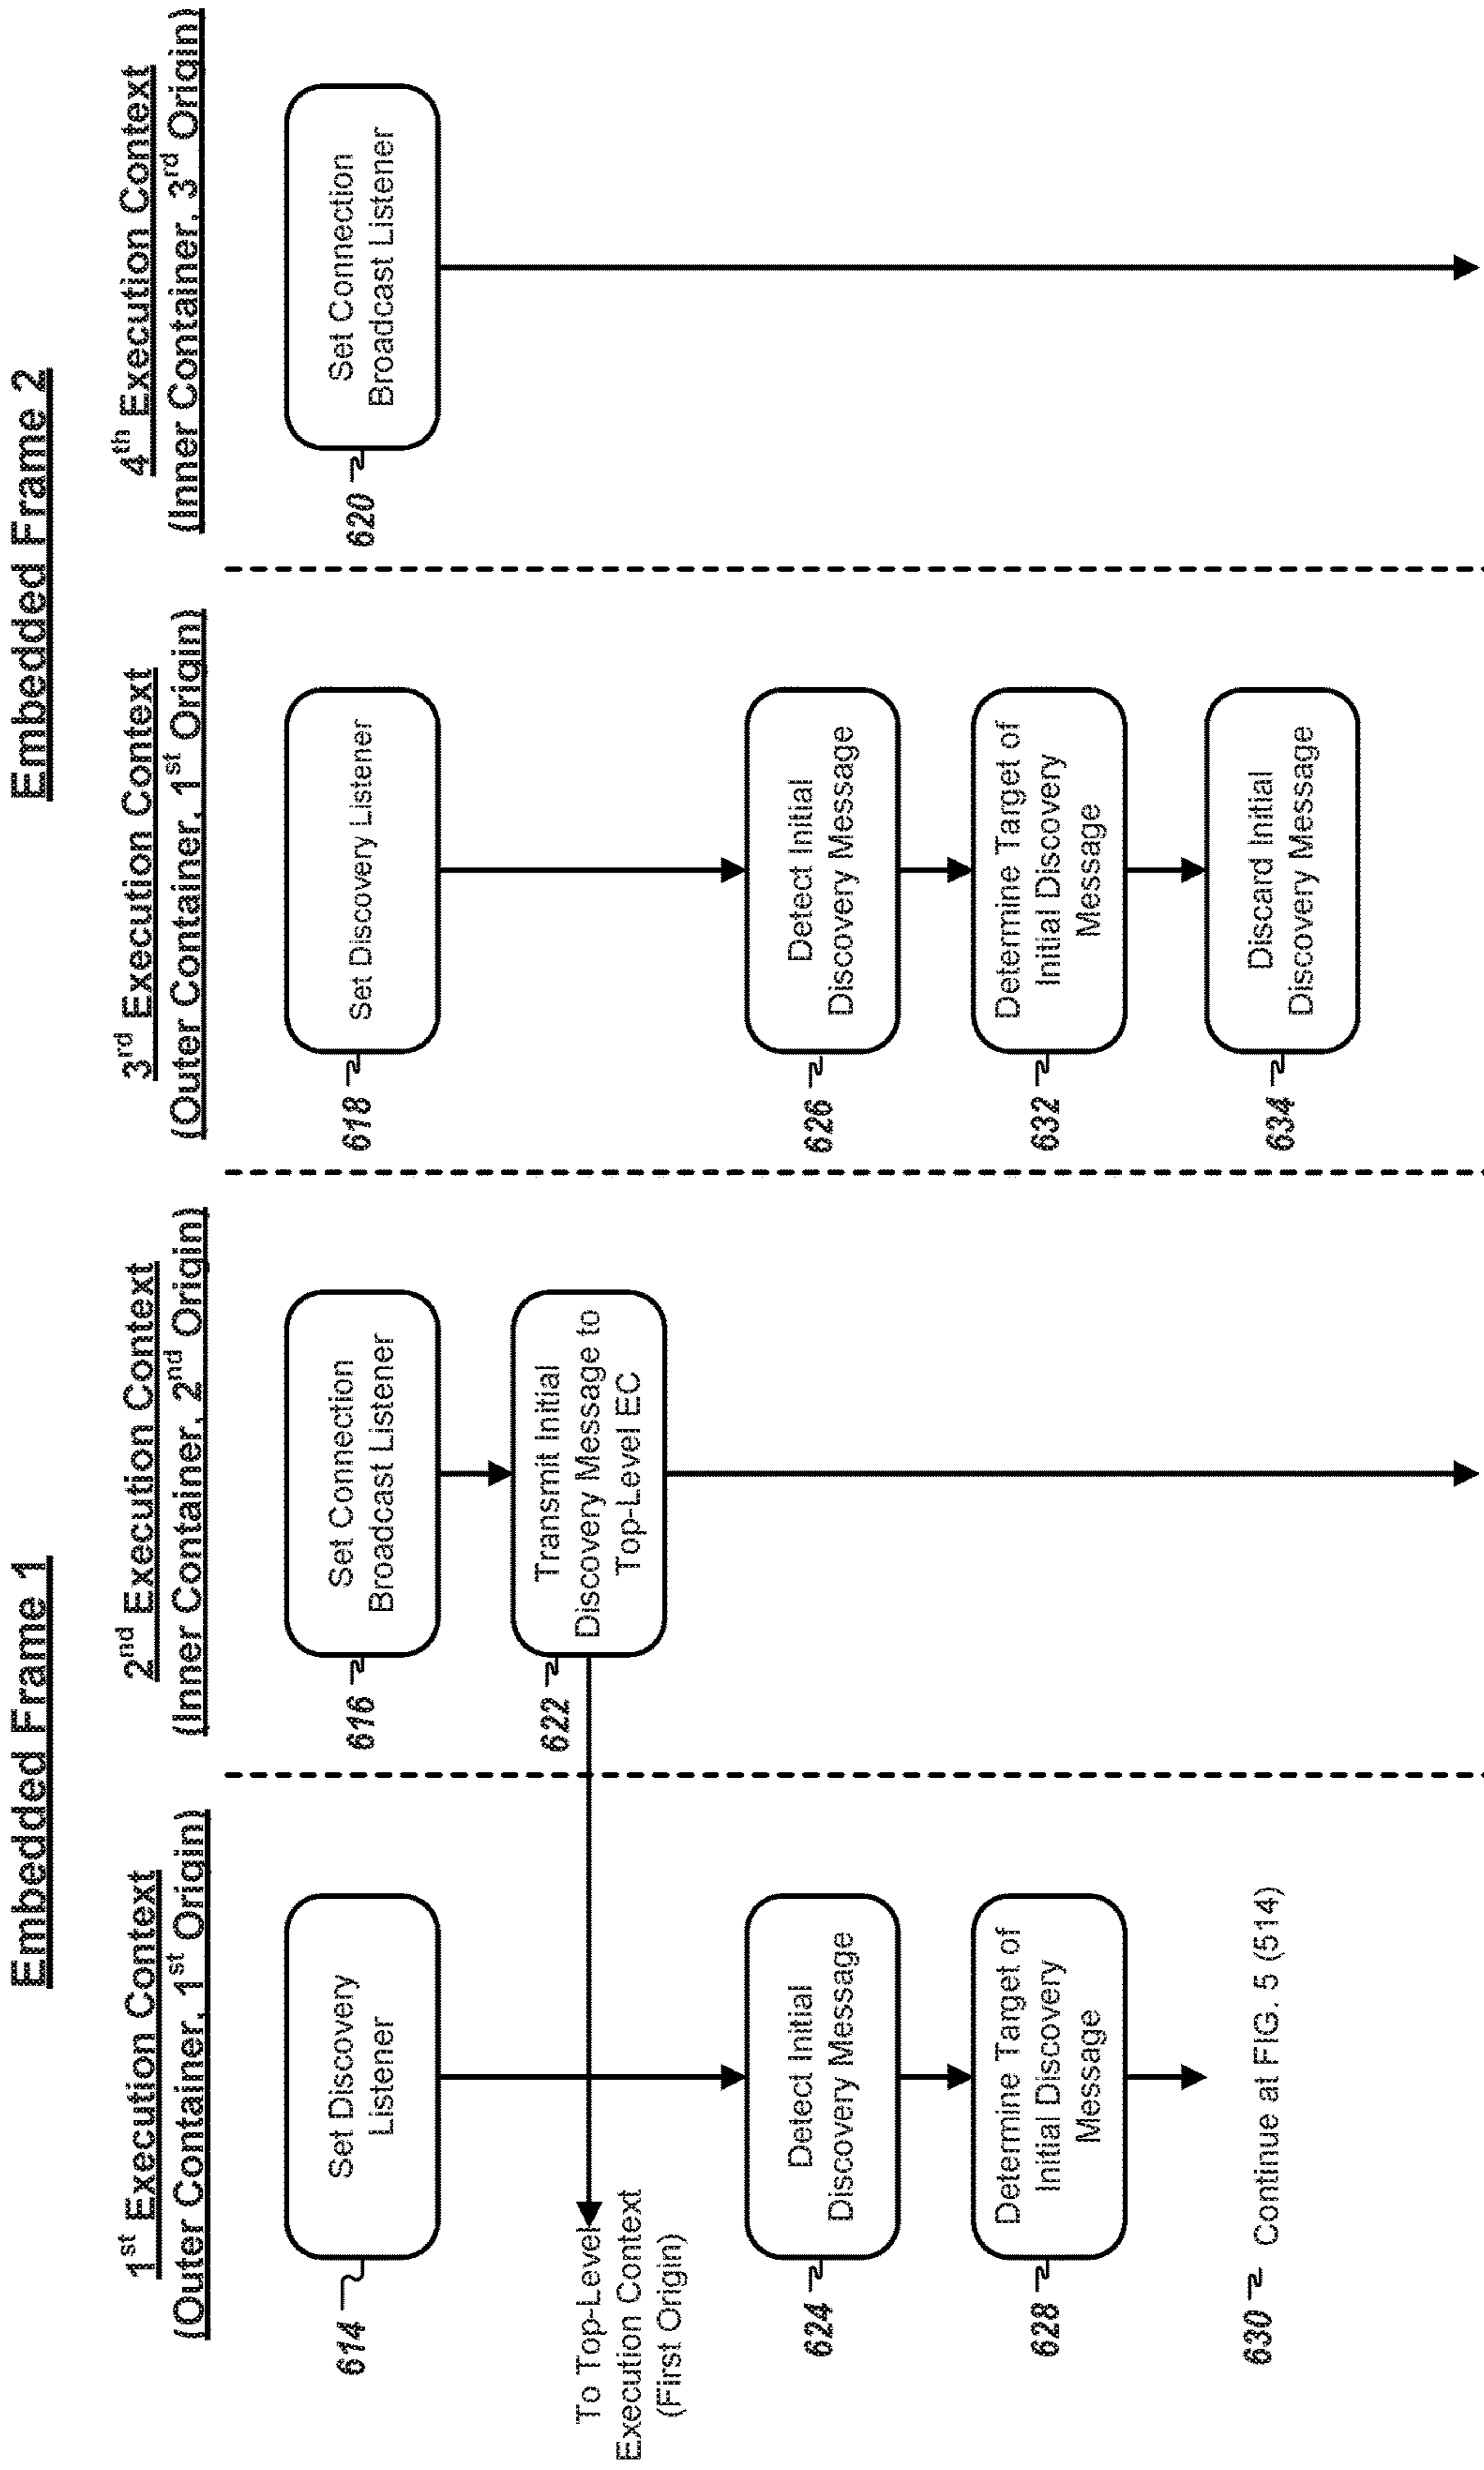 Embedded Frame 1
Embedded Frame 2
1st Execution Context
(Outer Container, 1st Origin)
2nd Execution Context
(Inner Container, 2nd Origin)
3rd Execution Context
(Outer Container, 1st Origin)
4th Execution Context
(Inner Container, 3rd Origin)
614
Set Discovery
Listener
616
Set Connection
Broadcast Listener
618
Set Discovery Listener
620
Set Connection
Broadcast Listener
622
Transmit Initial
Discovery Message to
Top-Level EC
To Top-Level
Execution Context
(First Origin)
624
Detect Initial
Discovery Message
626
Detect Initial
Discovery Message
628
Determine Target of
Initial Discovery
Message
632
Determine Target of
Initial Discovery
Message
630
Continue at FIG. 5 (514)
634
Discard Initial
Discovery Message